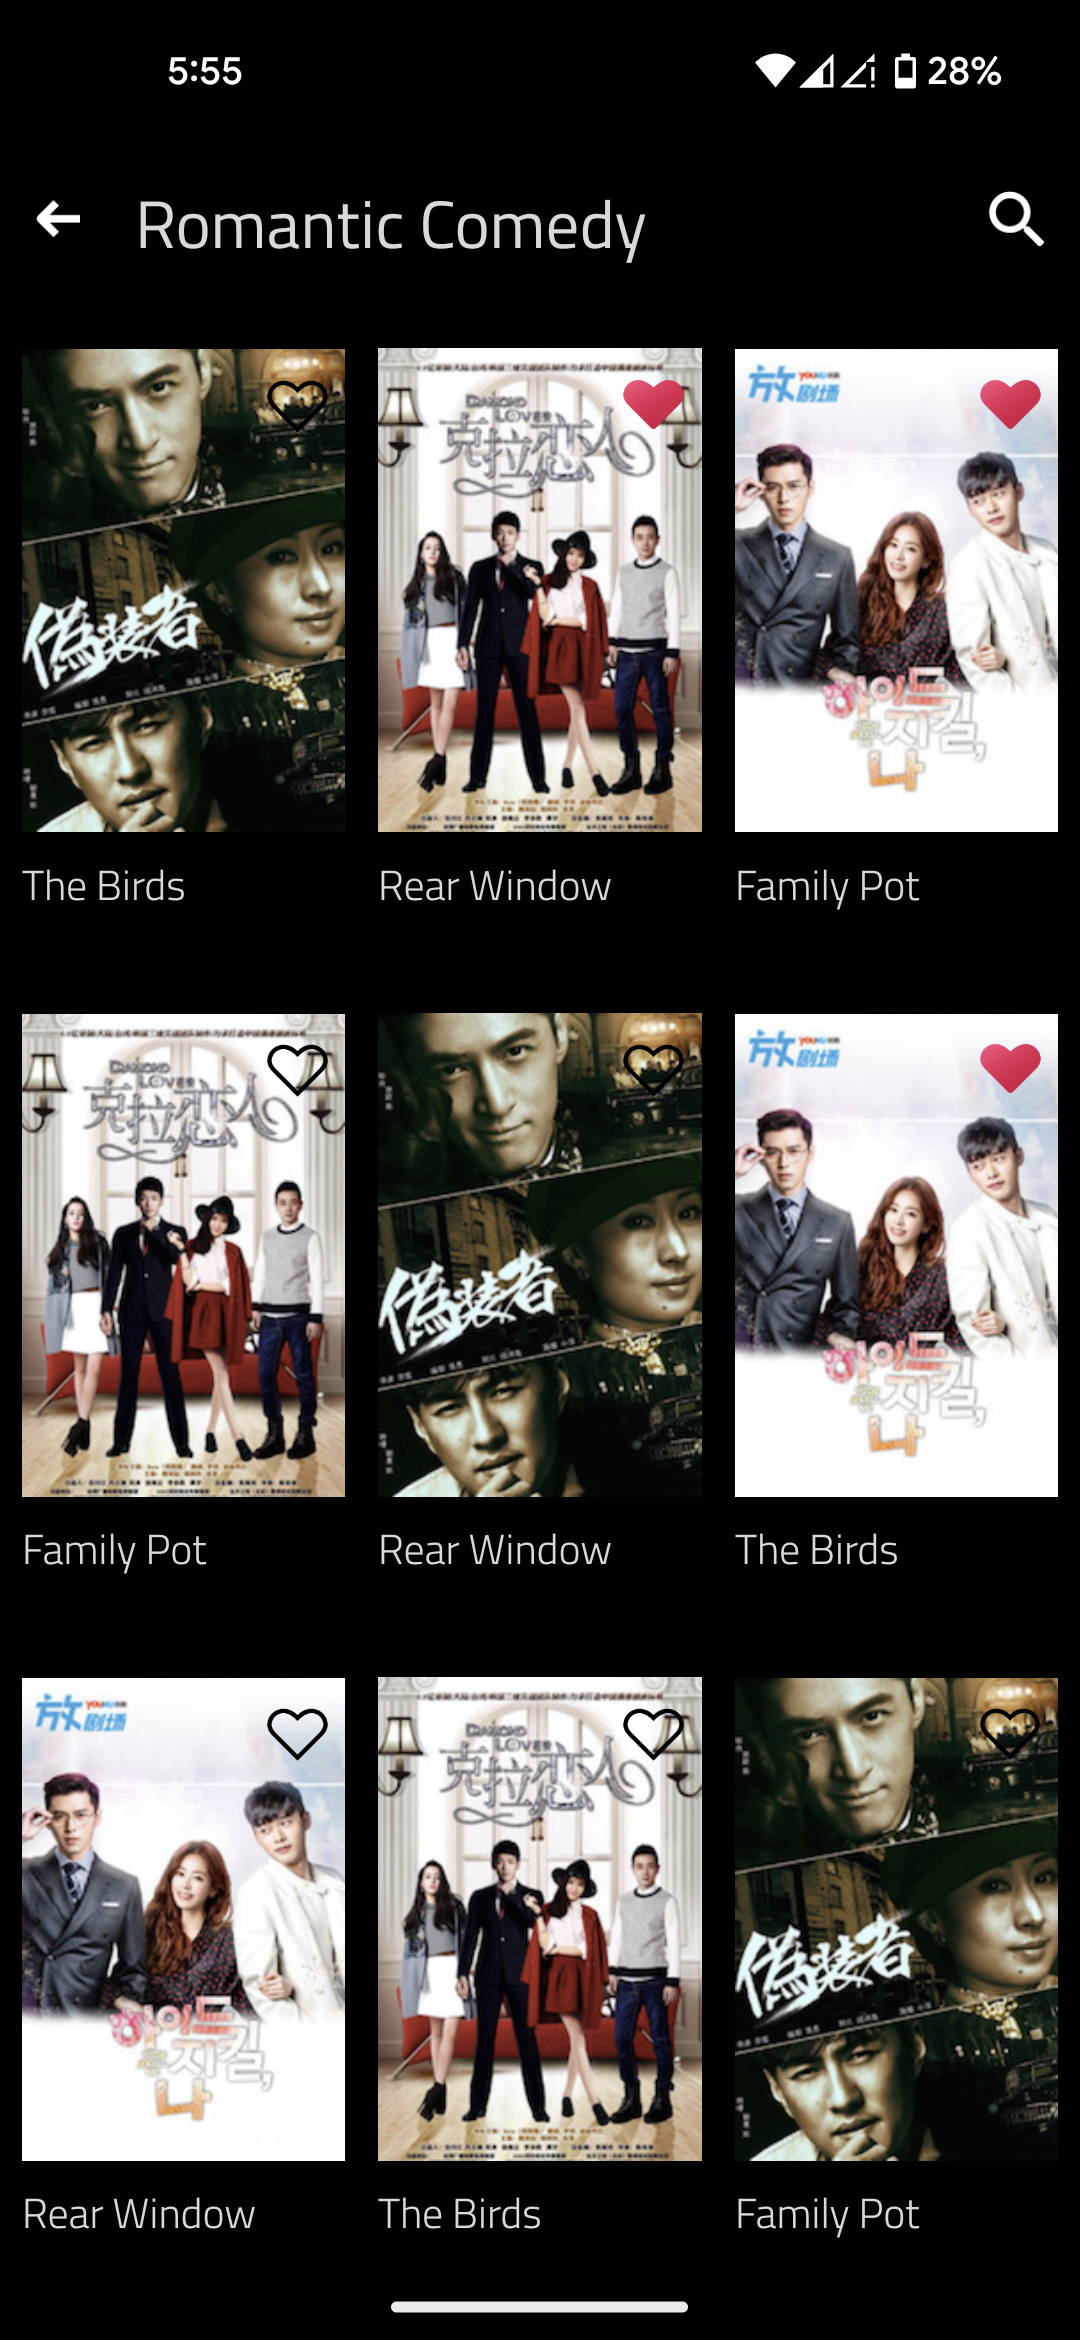 5:55
28%
Romantic Comedy
偽装者
DIAMOND
LOVER
克拉恋人
放
YOUKU
剧场
하이드
지킬,
나
The Birds
Rear Window
Family Pot
DIAMOND
LOVER
克拉恋人
偽装者
放
YOUKU
剧场
하이드
지킬,
나
Family Pot
Rear Window
The Birds
放
YOUKU
剧场
하이드
지킬,
나
DIAMOND
LOVER
克拉恋人
偽装者
Rear Window
The Birds
Family Pot